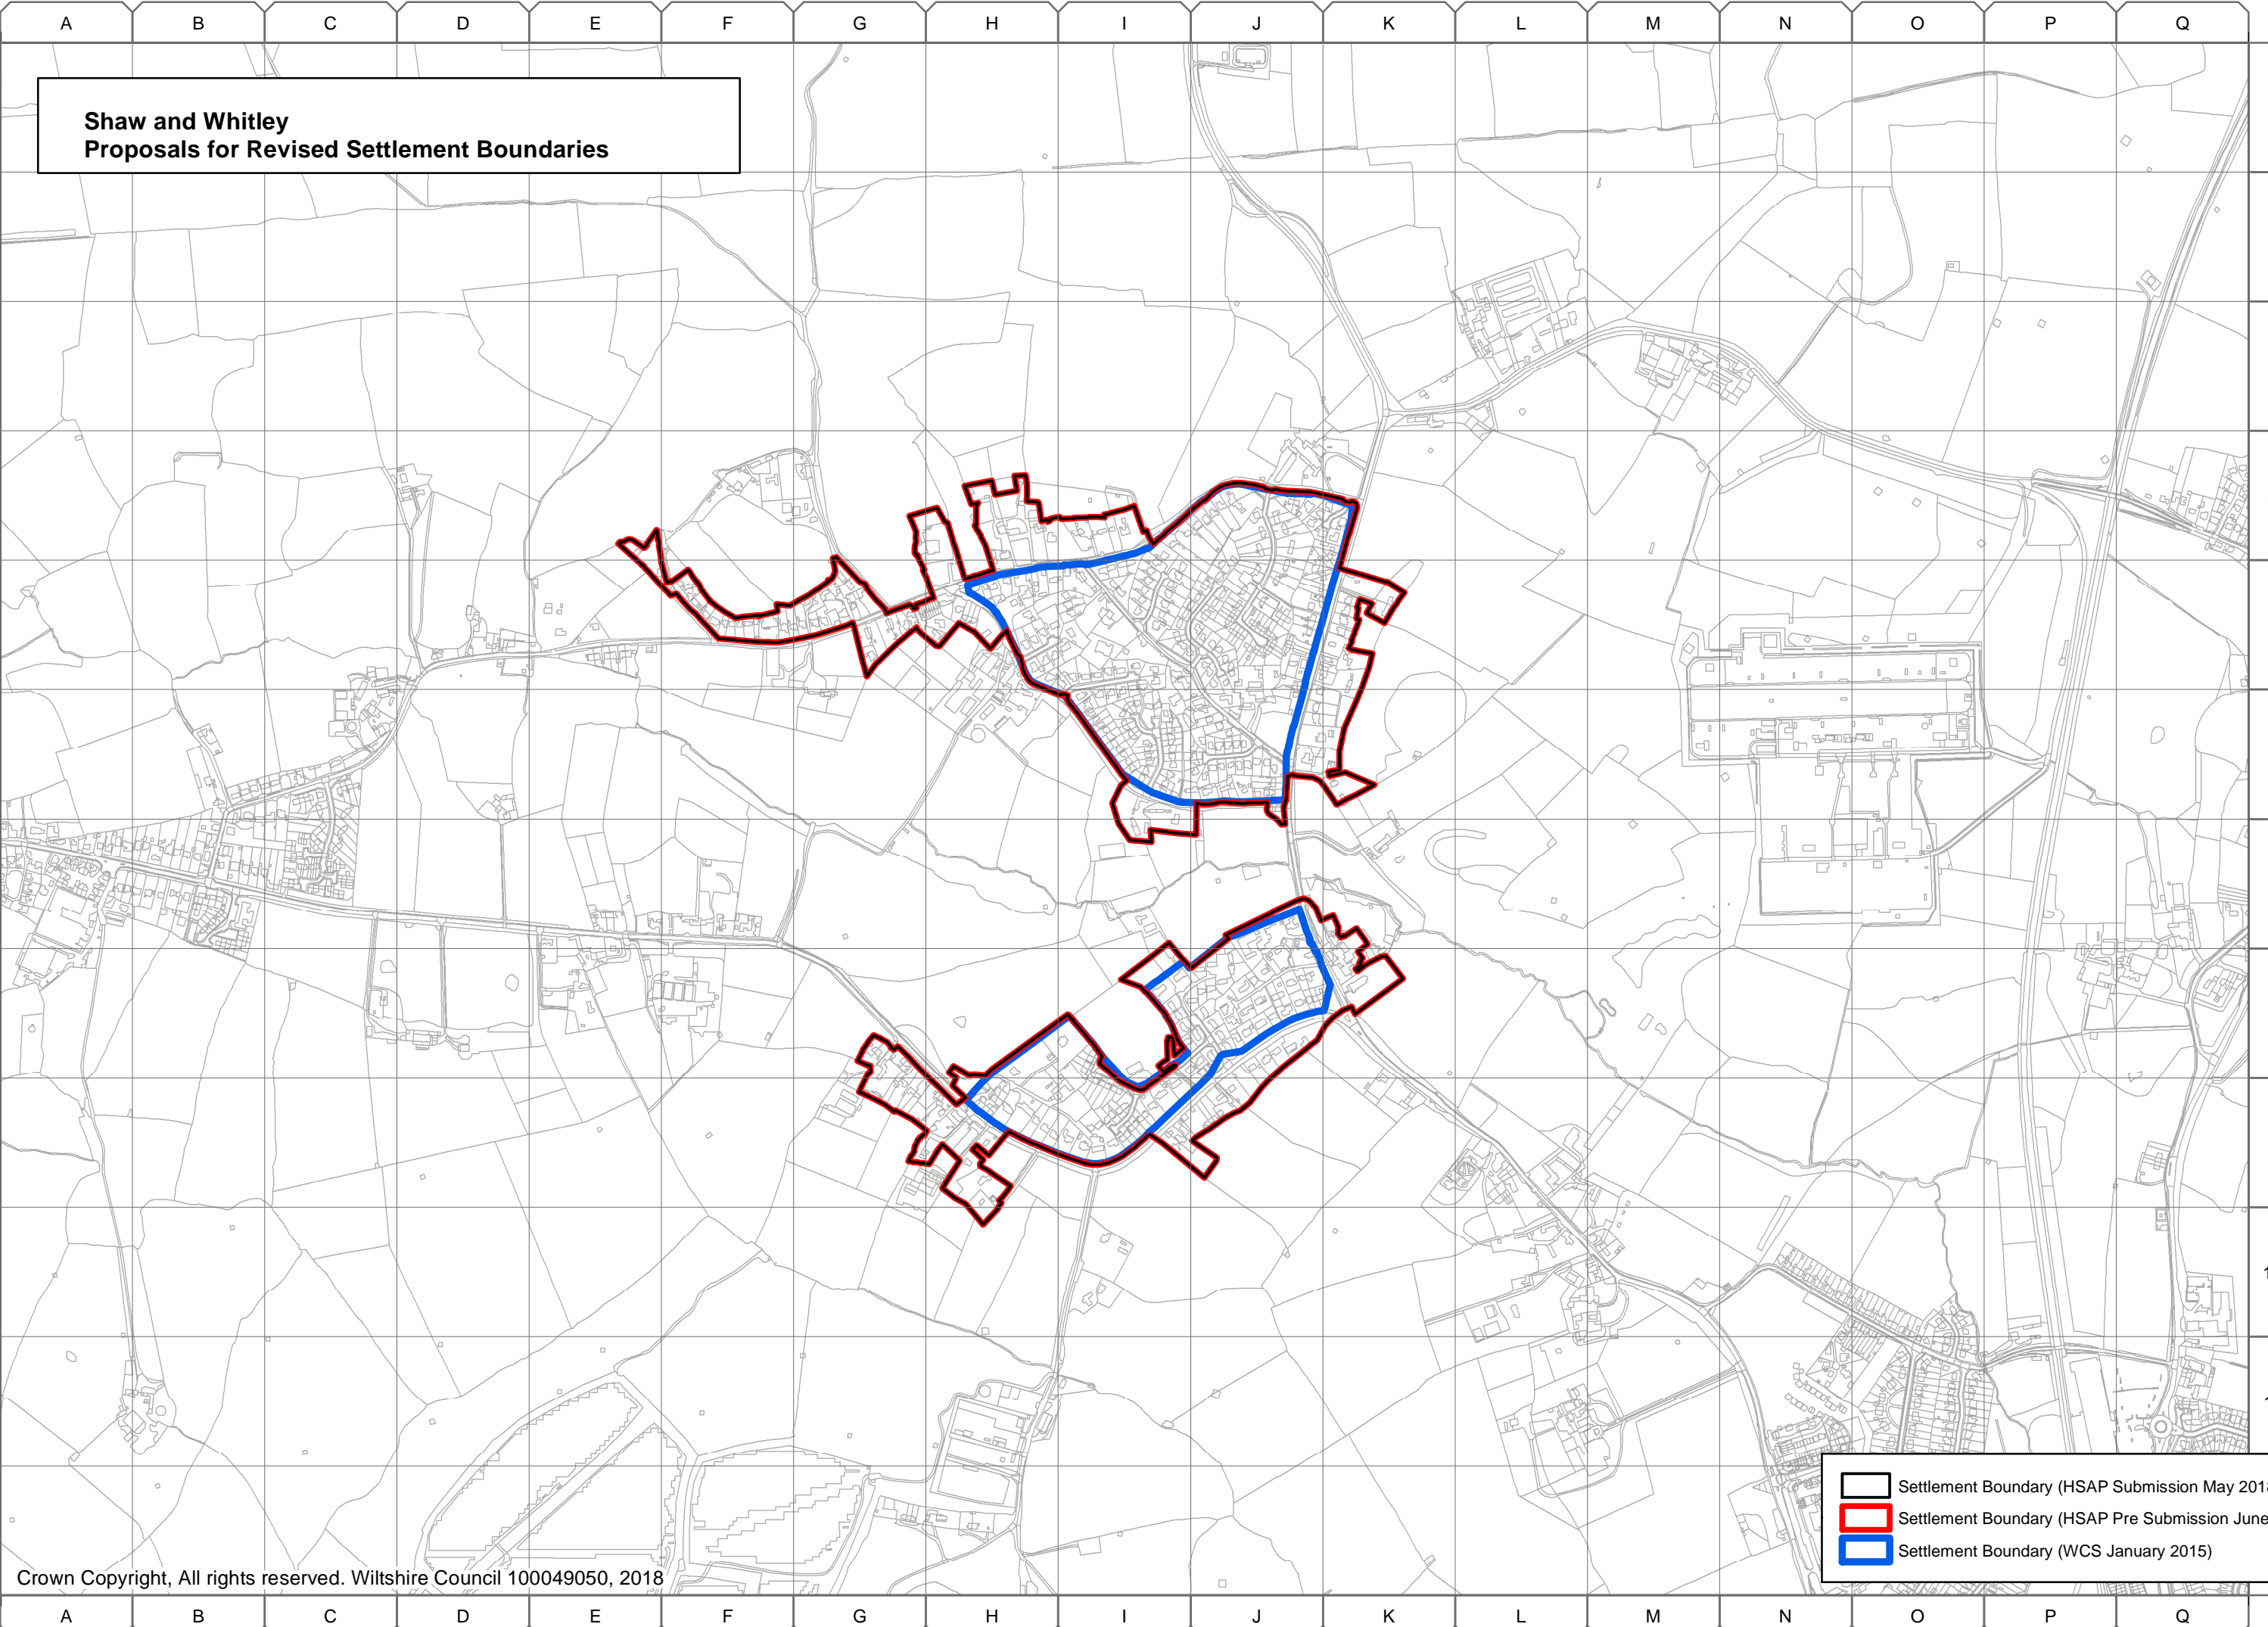 A B C D E F G H I J K L M N O P Q
Shaw and Whitley
Proposals for Revised Settlement Boundaries
1
Settlement Boundary (HSAP Submission May 201
Settlement Boundary (HSAP Pre Submission June
Settlement Boundary (WCS January 2015)
Crown Copyright, All rights reserved. Wiltshire Council 100049050, 2018
A B C D E F G H I J K L M N O P Q